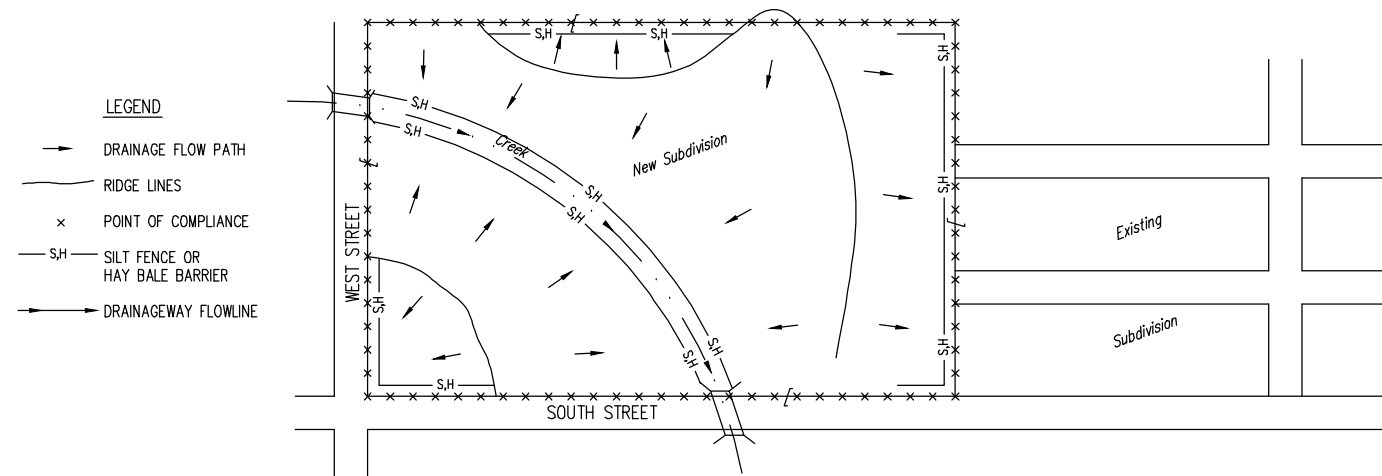 LEGEND
DRAINAGE FLOW PATH
RIDGE LINES
× POINT OF COMPLIANCE
S,H SILT FENCE OR
HAY BALE BARRIER
DRAINAGEWAY FLOWLINE
S,H
S,H
S,H
S,H
S,H
Creek
New Subdivision
S,H
S,H
S,H
WEST STREET
Existing
S,H
Subdivision
S,H
S,H
S,H
S,H
SOUTH STREET